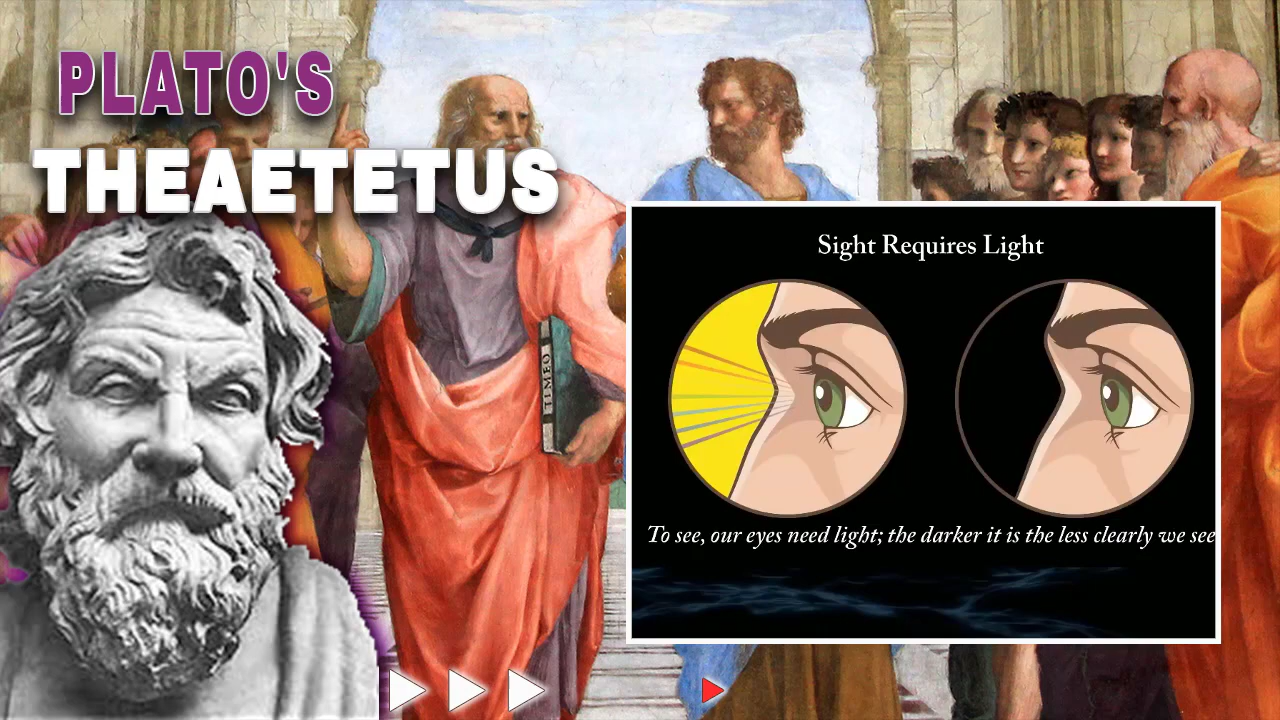 PLATO'S
THEAETETUS
TIMEO
Sight Requires Light
To see, our eyes need light; the darker it is the less clearly we see